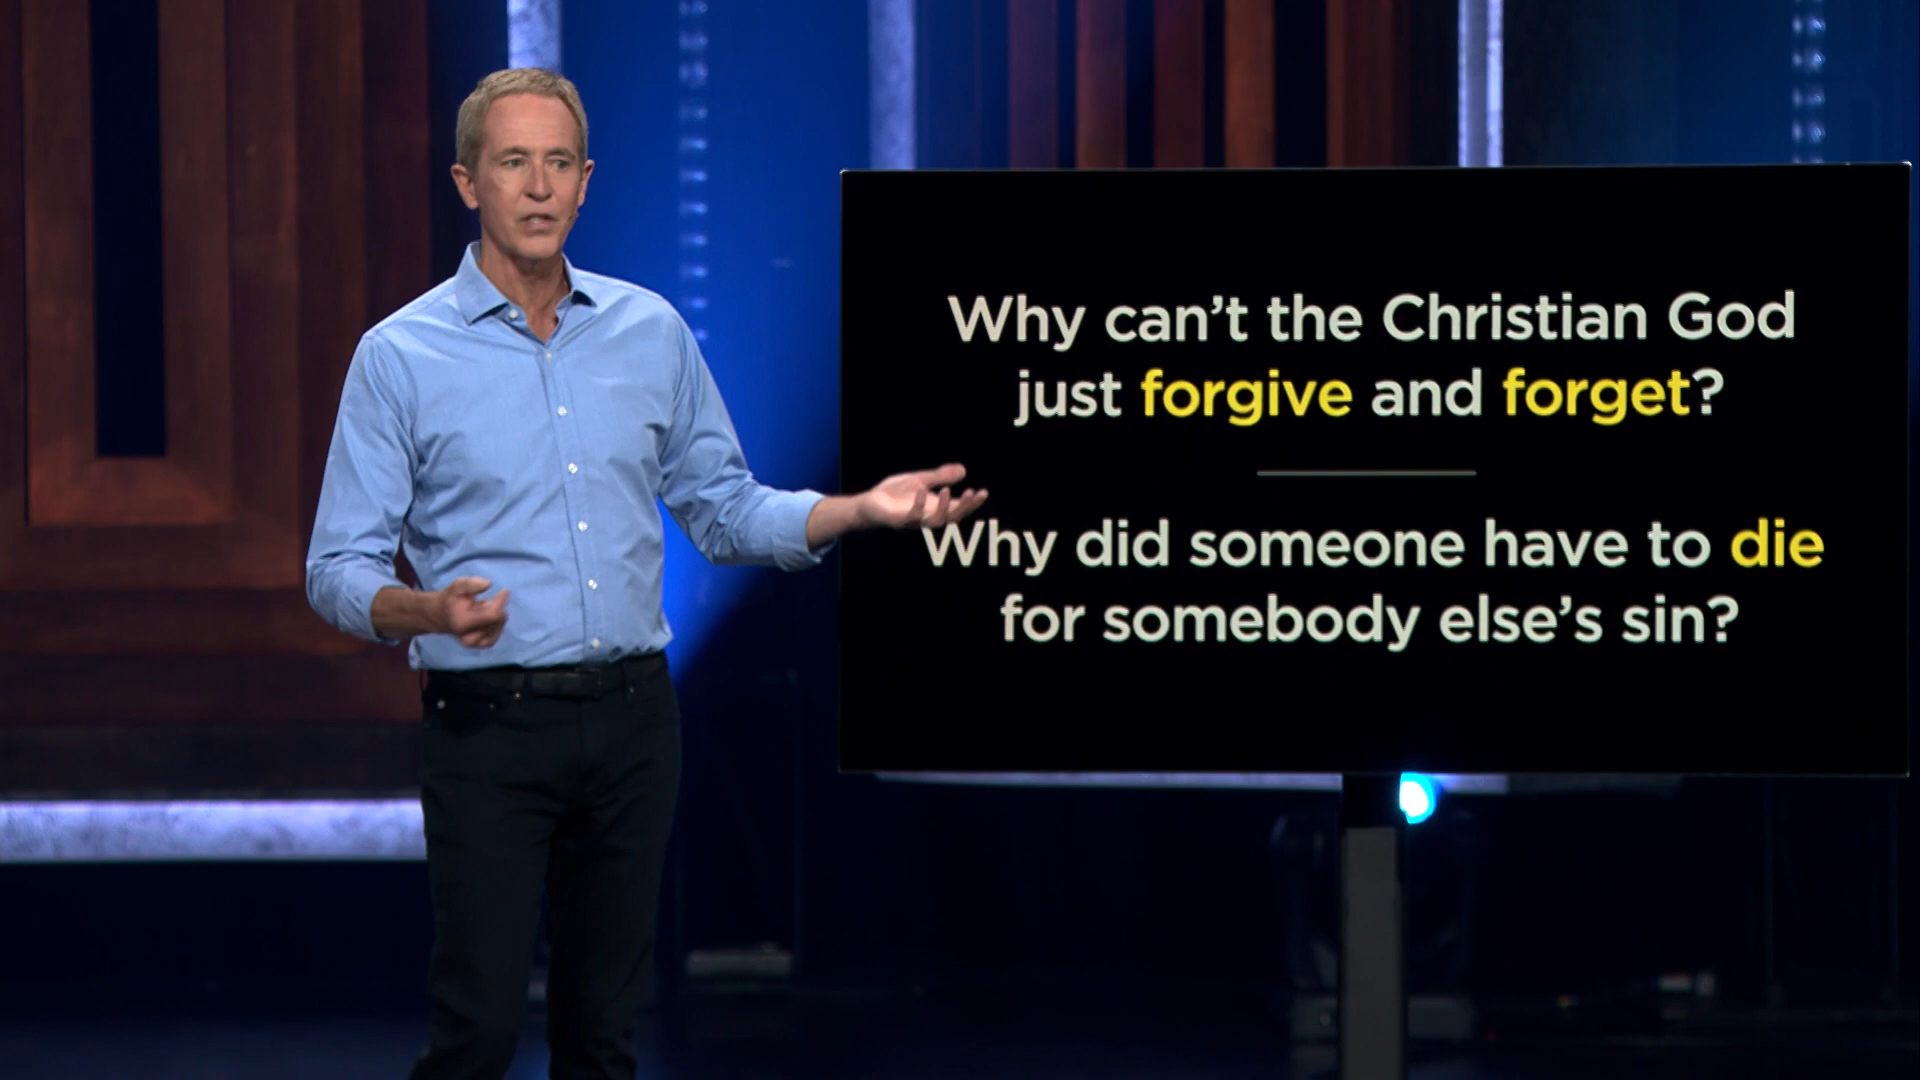 Why can’t the Christian God
just forgive and forget?
Why did someone have to die
for somebody else’s sin?